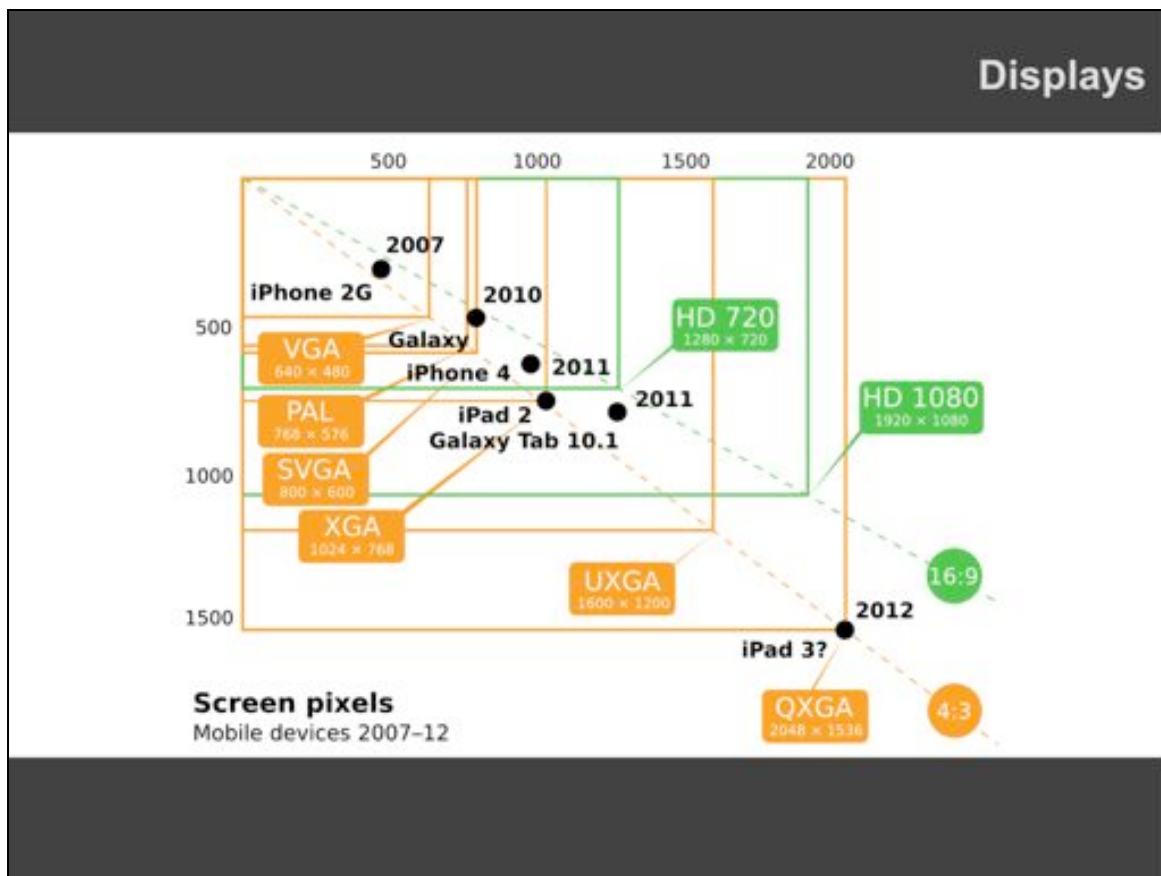 Displays
500 1000 1500 2000
2007
iPhone 2G
2010
500
Galaxy
HD 720
1280 × 720
VGA
640 × 480
iPhone 4
2011
iPad 2
2011
Galaxy Tab 10.1
HD 1080
1920 × 1080
PAL
768 × 576
SVGA
800 × 600
1000
XGA
1024 × 768
UXGA
1600 × 1200
16:9
1500
2012
iPad 3?
QXGA
2048 × 1536
4:3
Screen pixels
Mobile devices 2007–12